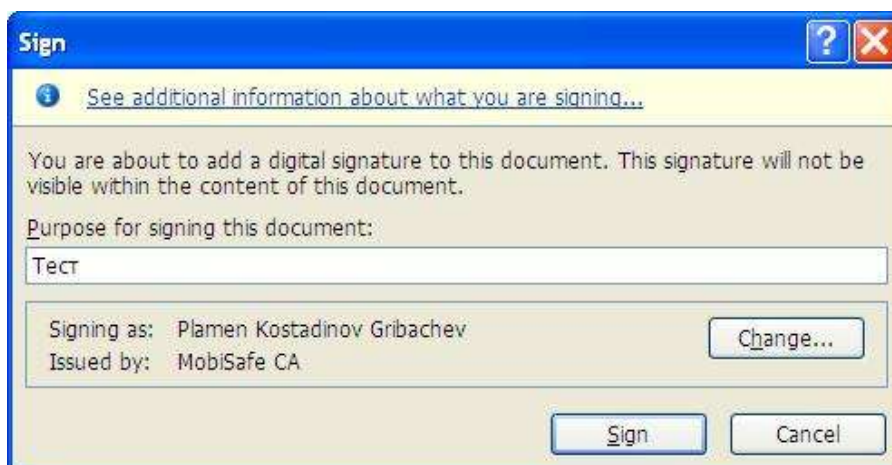 Sign
See additional information about what you are signing...
You are about to add a digital signature to this document. This signature will not be
visible within the content of this document.
Purpose for signing this document:
Тест
Signing as: Plamen Kostadinov Gribachev
Change...
Issued by: MobiSafe CA
Sign Cancel